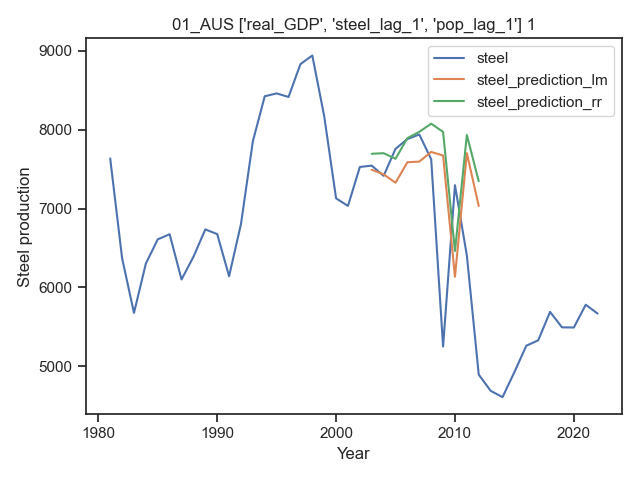 01_AUS ['real_GDP', 'steel_lag_1', 'pop_lag_1'] 1
steel
steel_prediction_lm
steel_prediction_rr
9000
8000
7000
6000
5000
Steel production
1980
1990
2000
2010
2020
Year